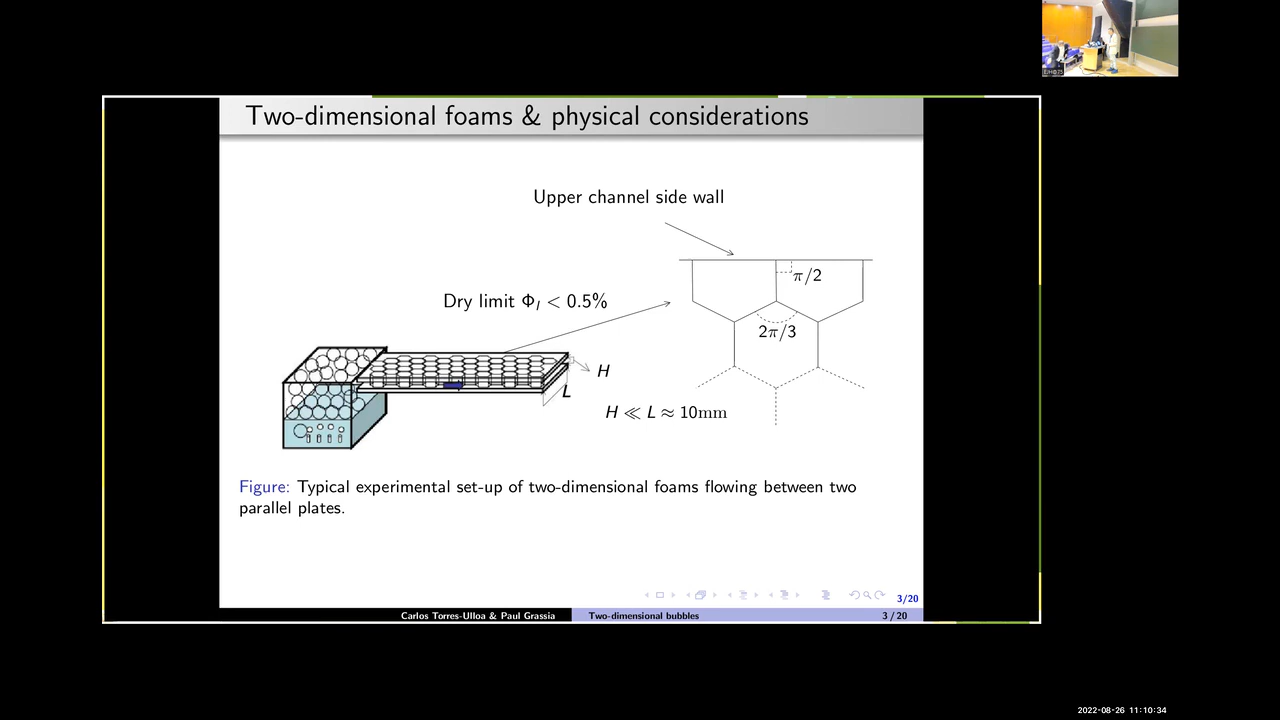 Two-dimensional foams & physical considerations
Upper channel side wall
π/2
Dry limit Φ_l < 0.5%
2π/3
H
L
H ≪ L ≈ 10mm
Figure: Typical experimental set-up of two-dimensional foams flowing between two
parallel plates.
3/20
Carlos Torres-Ulloa & Paul Grassia
Two-dimensional bubbles
3 / 20
2022-08-26 11:10:34